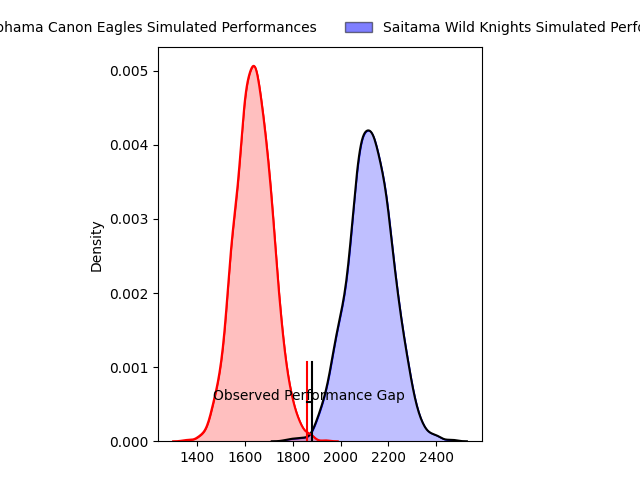 ohama Canon Eagles Simulated Performances
Saitama Wild Knights Simulated Perfo
0.005
0.004
0.003
0.002
0.001
0.000
Density
Observed Performance Gap
1400 1600 1800 2000 2200 2400